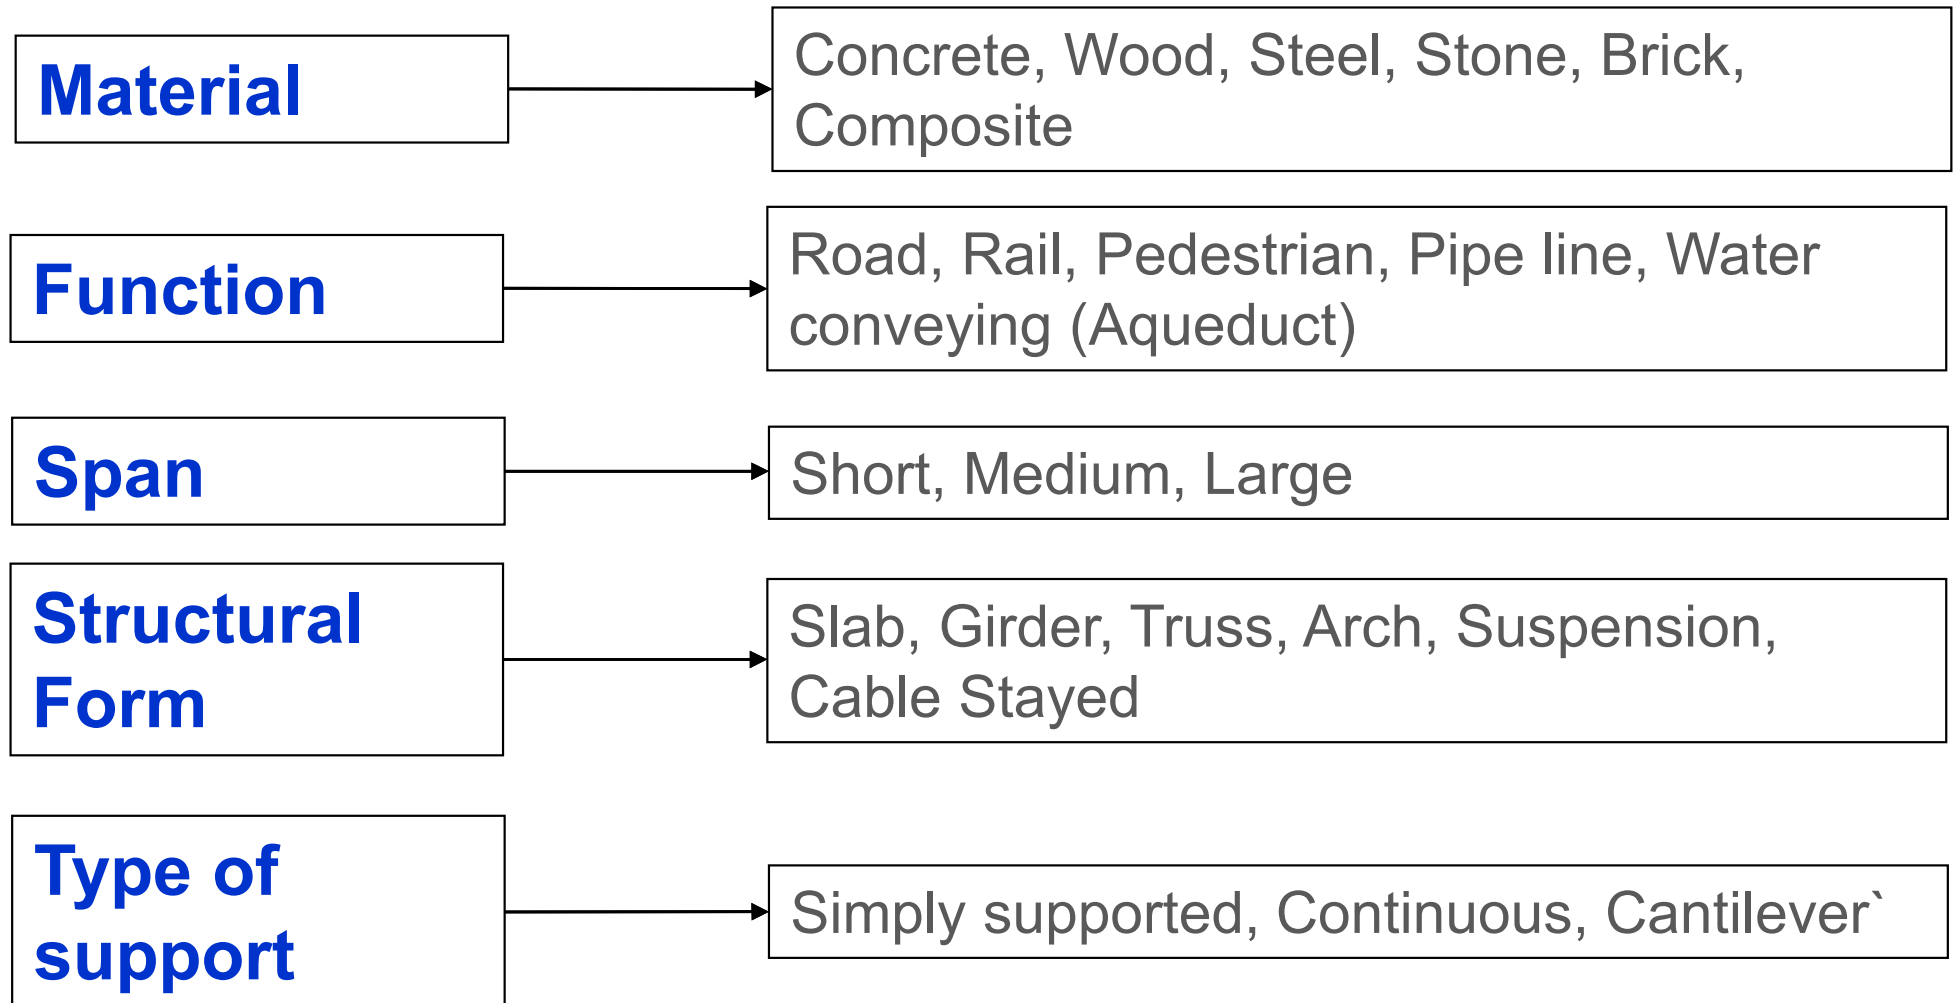 Material
Concrete, Wood, Steel, Stone, Brick,
Composite
Function
Road, Rail, Pedestrian, Pipe line, Water
conveying (Aqueduct)
Span
Short, Medium, Large
Structural
Form
Slab, Girder, Truss, Arch, Suspension,
Cable Stayed
Type of
support
Simply supported, Continuous, Cantilever`